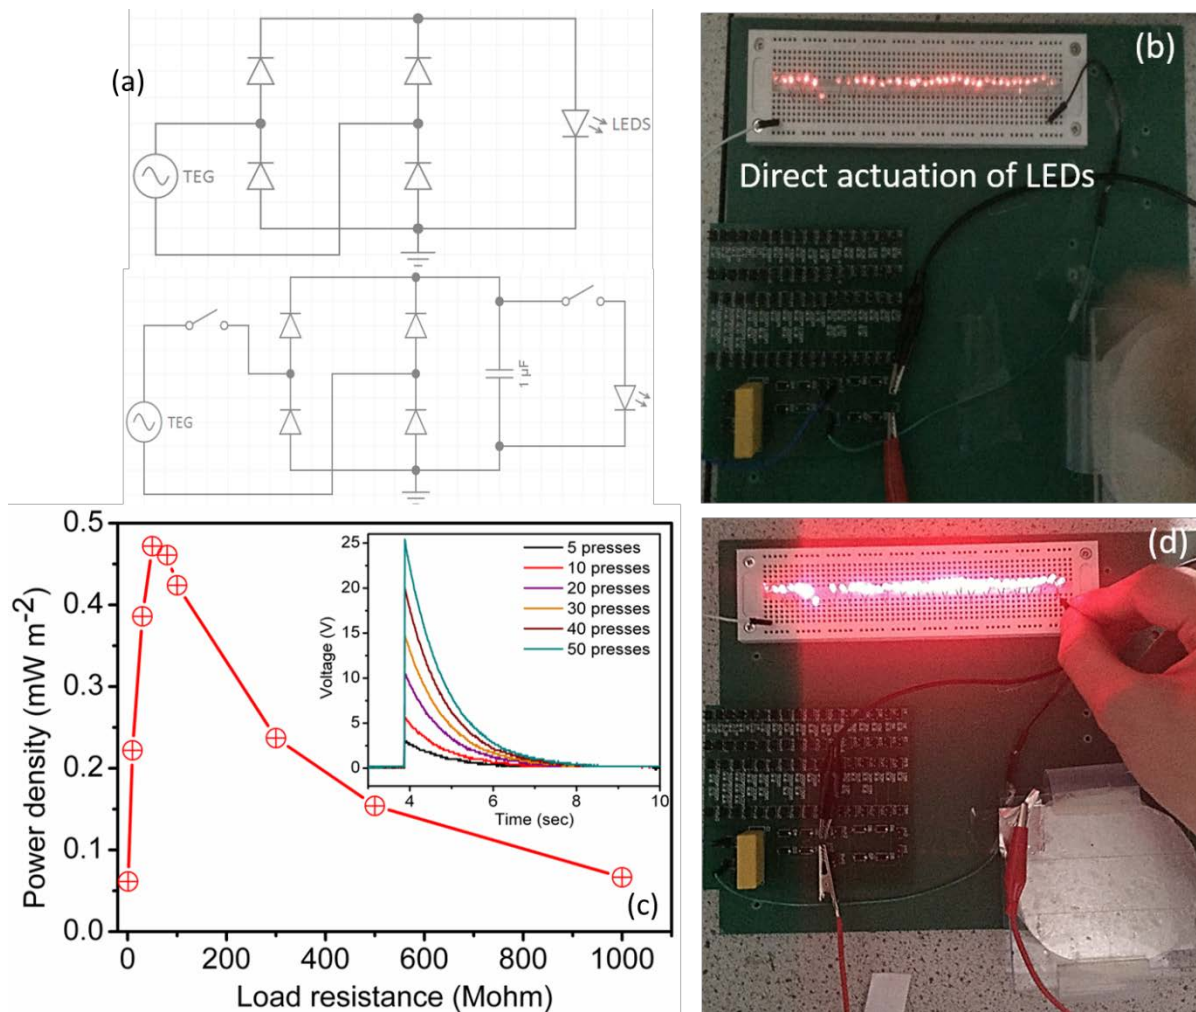 (a)
TEG
LEDS
TEG
1 µF
(b)
Direct actuation of LEDs
(c)
Power density (mW m-2)
0.5
0.4
0.3
0.2
0.1
0.0
0
200
400
600
800
1000
Load resistance (Mohm)
Voltage (V)
25
20
15
10
5
0
4
6
8
10
Time (sec)
5 presses
10 presses
20 presses
30 presses
40 presses
50 presses
(d)